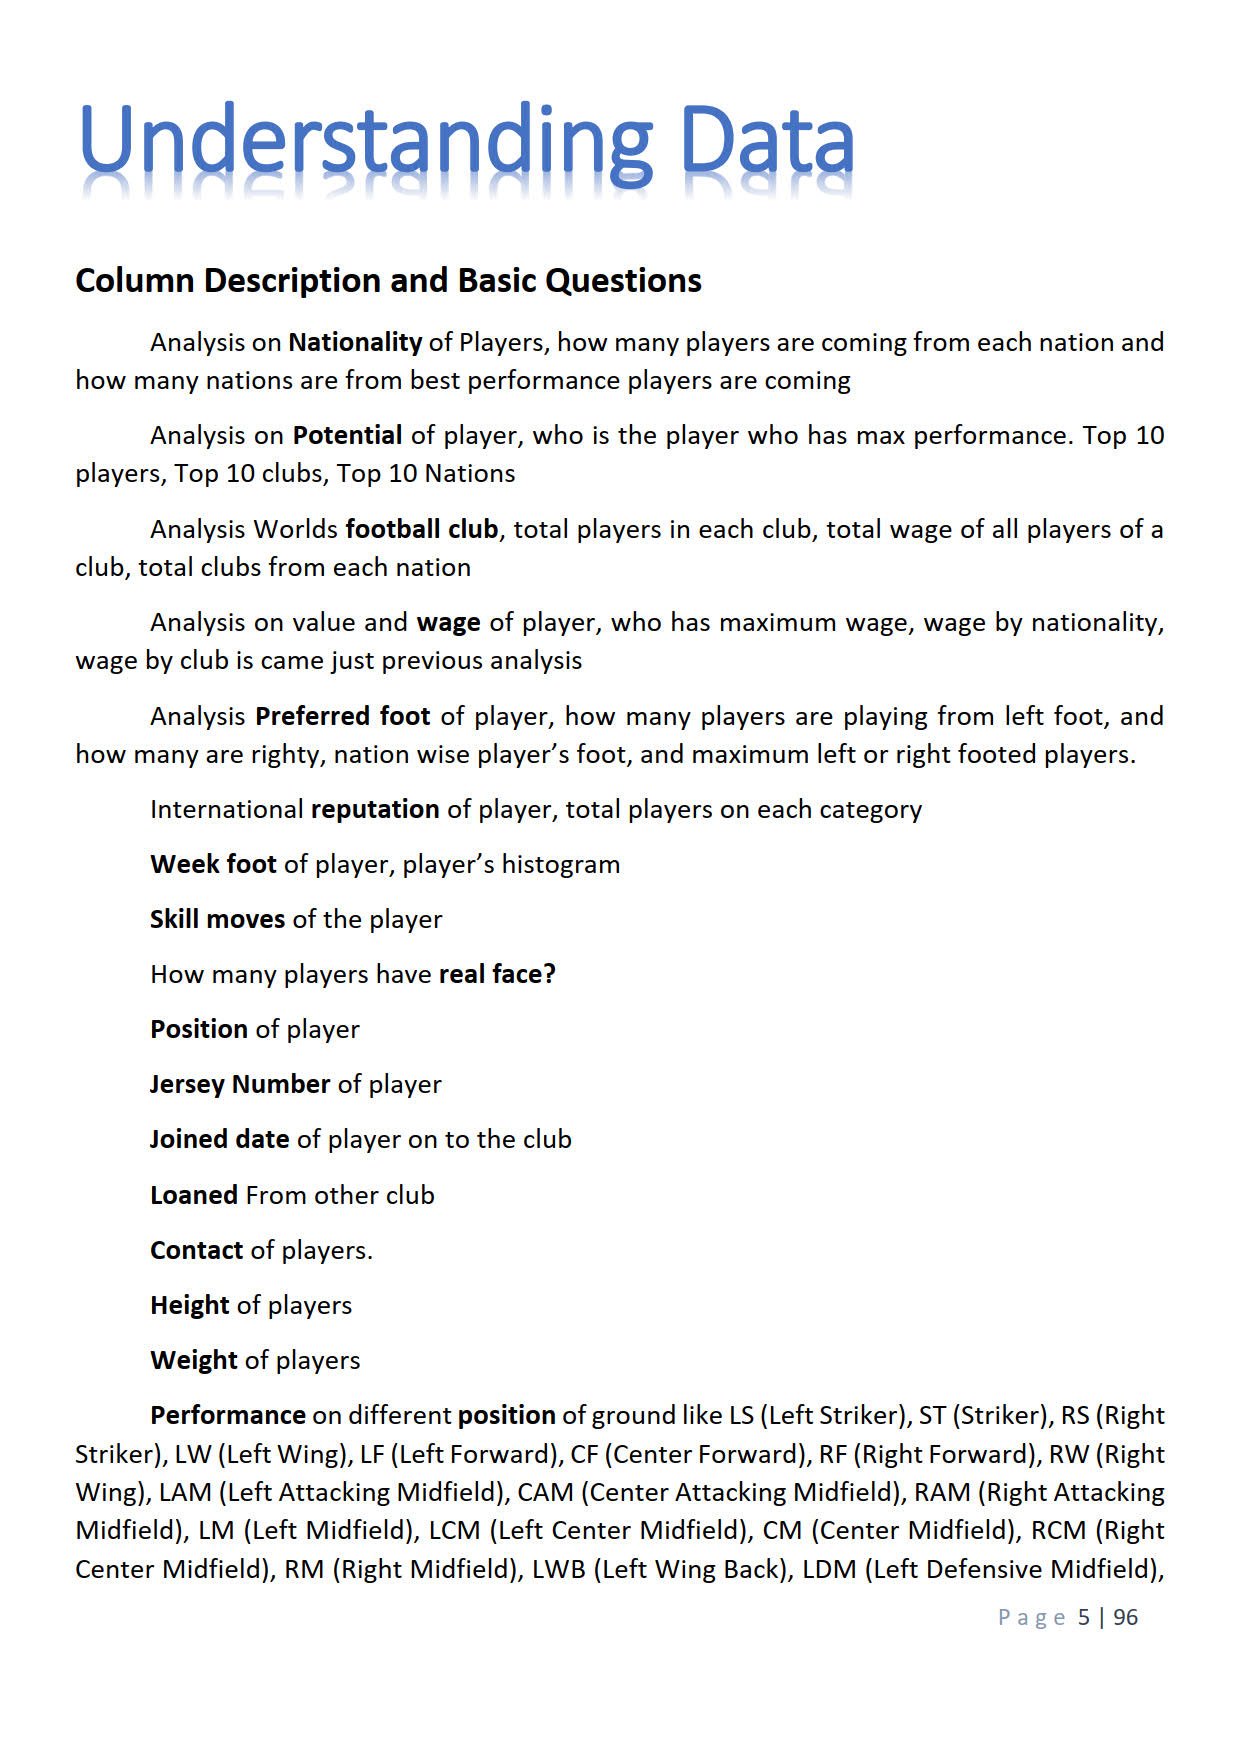 Understanding Data
Column Description and Basic Questions
Analysis on Nationality of Players, how many players are coming from each nation and
how many nations are from best performance players are coming
Analysis on Potential of player, who is the player who has max performance. Top 10
players, Top 10 clubs, Top 10 Nations
Analysis Worlds football club, total players in each club, total wage of all players of a
club, total clubs from each nation
Analysis on value and wage of player, who has maximum wage, wage by nationality,
wage by club is came just previous analysis
Analysis Preferred foot of player, how many players are playing from left foot, and
how many are righty, nation wise player’s foot, and maximum left or right footed players.
International reputation of player, total players on each category
Week foot of player, player’s histogram
Skill moves of the player
How many players have real face?
Position of player
Jersey Number of player
Joined date of player on to the club
Loaned From other club
Contact of players.
Height of players
Weight of players
Performance on different position of ground like LS (Left Striker), ST (Striker), RS (Right
Striker), LW (Left Wing), LF (Left Forward), CF (Center Forward), RF (Right Forward), RW (Right
Wing), LAM (Left Attacking Midfield), CAM (Center Attacking Midfield), RAM (Right Attacking
Midfield), LM (Left Midfield), LCM (Left Center Midfield), CM (Center Midfield), RCM (Right
Center Midfield), RM (Right Midfield), LWB (Left Wing Back), LDM (Left Defensive Midfield),
Page 5 | 96